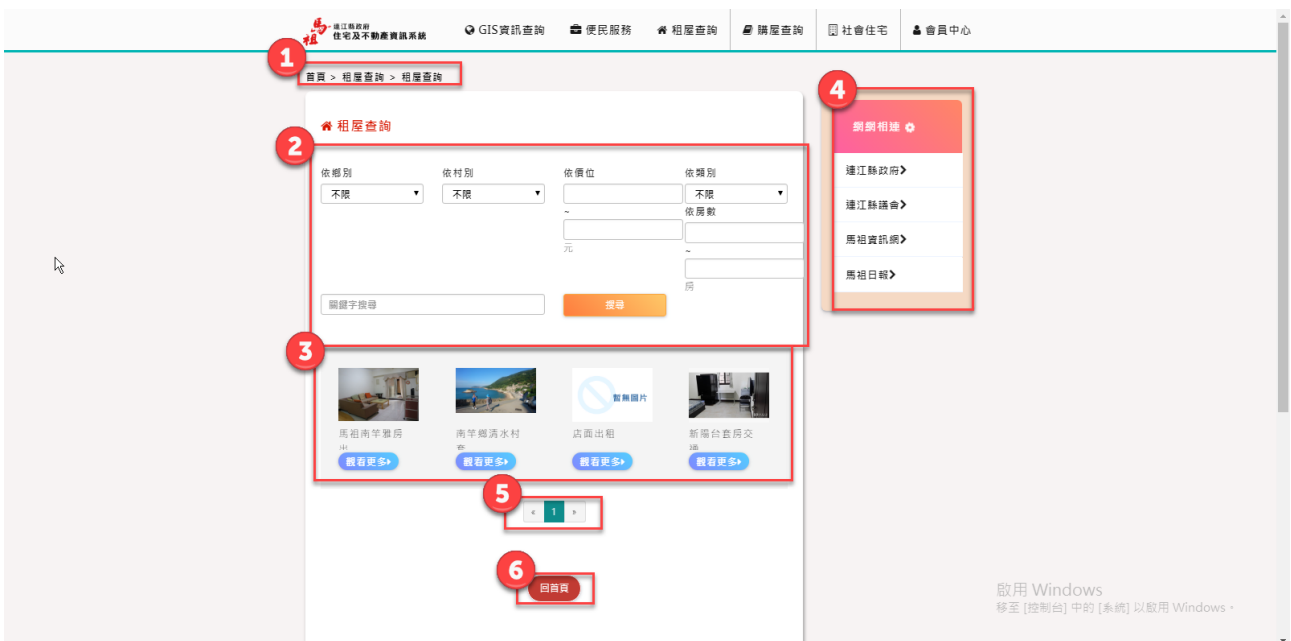 馬祖
連江縣政府
住宅及不動產資訊系統
GIS資訊查詢
便民服務
租屋查詢
購屋查詢
社會住宅
會員中心
1
首頁 > 租屋查詢 > 租屋查詢
4
網網相連
租屋查詢
2
連江縣政府
依鄉別
依村別
依價位
依類別
不限
不限
不限
連江縣議會
~
依房數
馬祖資訊網
元
~
馬祖日報
房
關鍵字搜尋
搜尋
3
暫無圖片
馬祖南竿雅房
出
南竿鄉清水村
套
店面出租
新陽台套房交
通
觀看更多
觀看更多
觀看更多
觀看更多
5
« 1 »
6
回首頁
啟用 Windows
移至 [控制台] 中的 [系統] 以啟用 Windows。